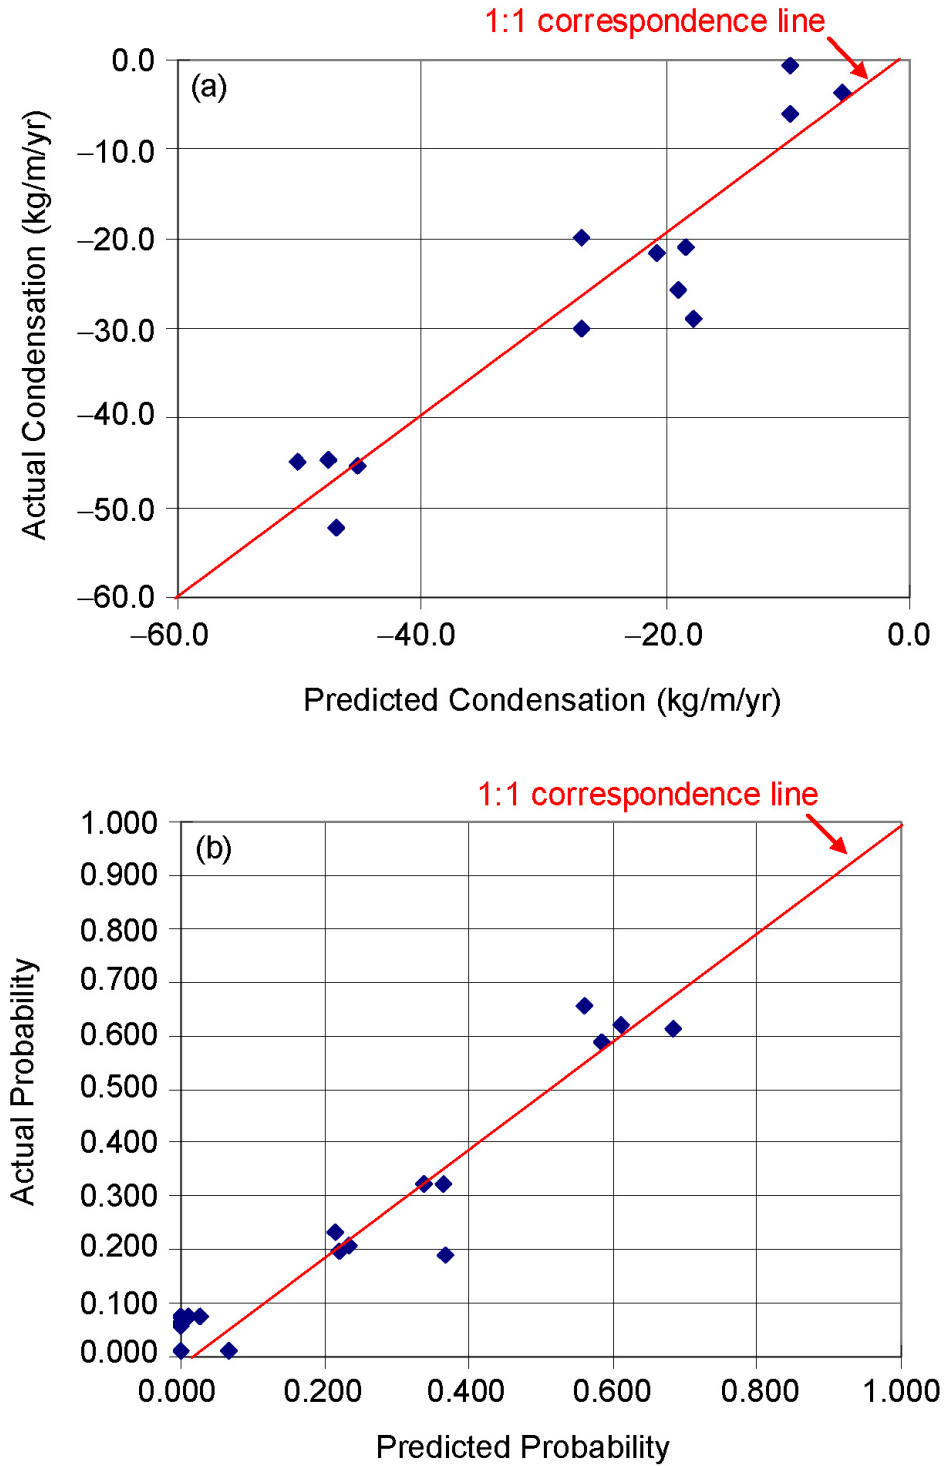 1:1 correspondence line
(a)
Actual Condensation (kg/m/yr)
0.0
–10.0
–20.0
–30.0
–40.0
–50.0
–60.0
–60.0 –40.0 –20.0 0.0
Predicted Condensation (kg/m/yr)
1:1 correspondence line
(b)
Actual Probability
1.000
0.900
0.800
0.700
0.600
0.500
0.400
0.300
0.200
0.100
0.000
0.000 0.200 0.400 0.600 0.800 1.000
Predicted Probability